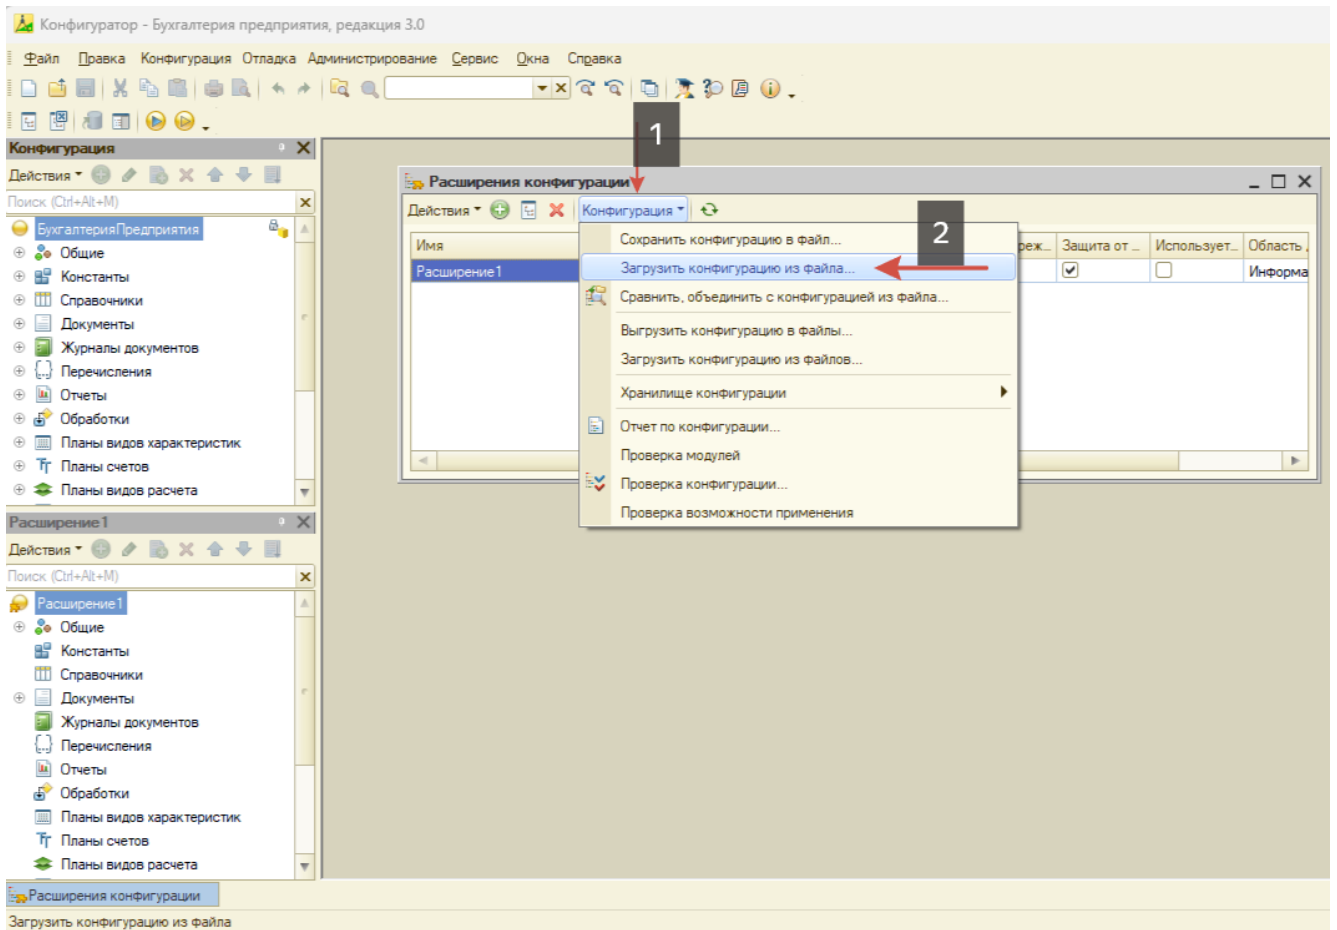 Конфигуратор - Бухгалтерия предприятия, редакция 3.0
Файл Правка Конфигурация Отладка Администрирование Сервис Окна Справка
1
Конфигурация
Действия
Поиск (Ctrl+Alt+M)
БухгалтерияПредприятия
Общие
Константы
Справочники
Документы
Журналы документов
Перечисления
Отчеты
Обработки
Планы видов характеристик
Планы счетов
Планы видов расчета
Расширения конфигурации
Действия Конфигурация
2
Имя реж... Защита от ... Использует... Область
Расширение1 Информа
Сохранить конфигурацию в файл...
Загрузить конфигурацию из файла...
Сравнить, объединить с конфигурацией из файла...
Выгрузить конфигурацию в файлы...
Загрузить конфигурацию из файлов...
Хранилище конфигурации
Отчет по конфигурации...
Проверка модулей
Проверка конфигурации...
Проверка возможности применения
Расширение1
Действия
Поиск (Ctrl+Alt+M)
Расширение1
Общие
Константы
Справочники
Документы
Журналы документов
Перечисления
Отчеты
Обработки
Планы видов характеристик
Планы счетов
Планы видов расчета
Расширения конфигурации
Загрузить конфигурацию из файла